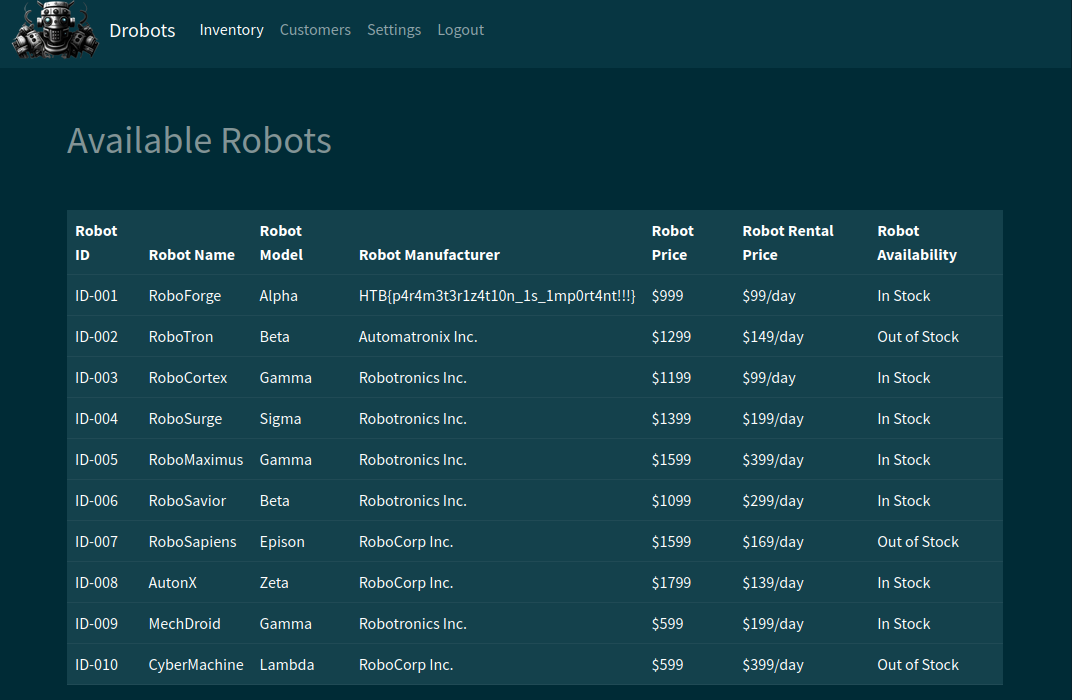 Drobots Inventory Customers Settings Logout
Available Robots
Robot ID Robot Name Robot Model Robot Manufacturer Robot Price Robot Rental Price Robot Availability
ID-001 RoboForge Alpha HTB{p4r4m3t3r1z4t10n_1s_1mp0rt4nt!!!} $999 $99/day In Stock
ID-002 RoboTron Beta Automatronix Inc. $1299 $149/day Out of Stock
ID-003 RoboCortex Gamma Robotronics Inc. $1199 $99/day In Stock
ID-004 RoboSurge Sigma Robotronics Inc. $1399 $199/day In Stock
ID-005 RoboMaximus Gamma Robotronics Inc. $1599 $399/day In Stock
ID-006 RoboSavior Beta Robotronics Inc. $1099 $299/day In Stock
ID-007 RoboSapiens Epison RoboCorp Inc. $1599 $169/day Out of Stock
ID-008 AutonX Zeta RoboCorp Inc. $1799 $139/day In Stock
ID-009 MechDroid Gamma Robotronics Inc. $599 $199/day In Stock
ID-010 CyberMachine Lambda RoboCorp Inc. $599 $399/day Out of Stock